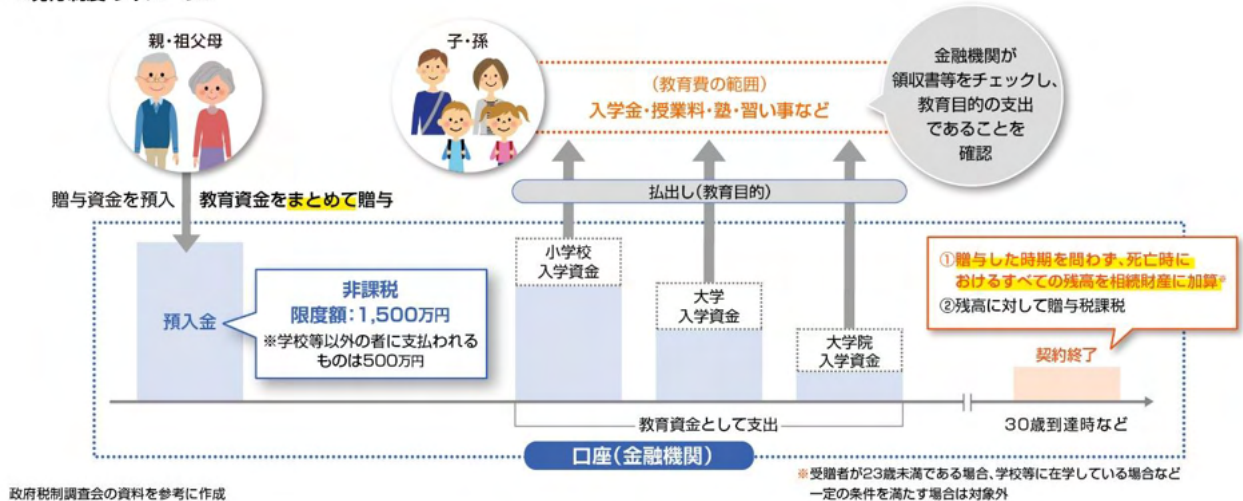 親・祖父母
子・孫
(教育費の範囲)
入学金・授業料・塾・習い事など
金融機関が
領収書等をチェックし、
教育目的の支出
であることを
確認
贈与資金を預入
教育資金をまとめて贈与
払出し(教育目的)
預入金
非課税
限度額:1,500万円
※学校等以外の者に支払われる
ものは500万円
小学校
入学資金
大学
入学資金
大学院
入学資金
①贈与した時期を問わず、死亡時に
おけるすべての残高を相続財産に加算※
②残高に対して贈与税課税
契約終了
教育資金として支出
30歳到達時など
口座(金融機関)
※受贈者が23歳未満である場合、学校等に在学している場合など
一定の条件を満たす場合は対象外
政府税制調査会の資料を参考に作成